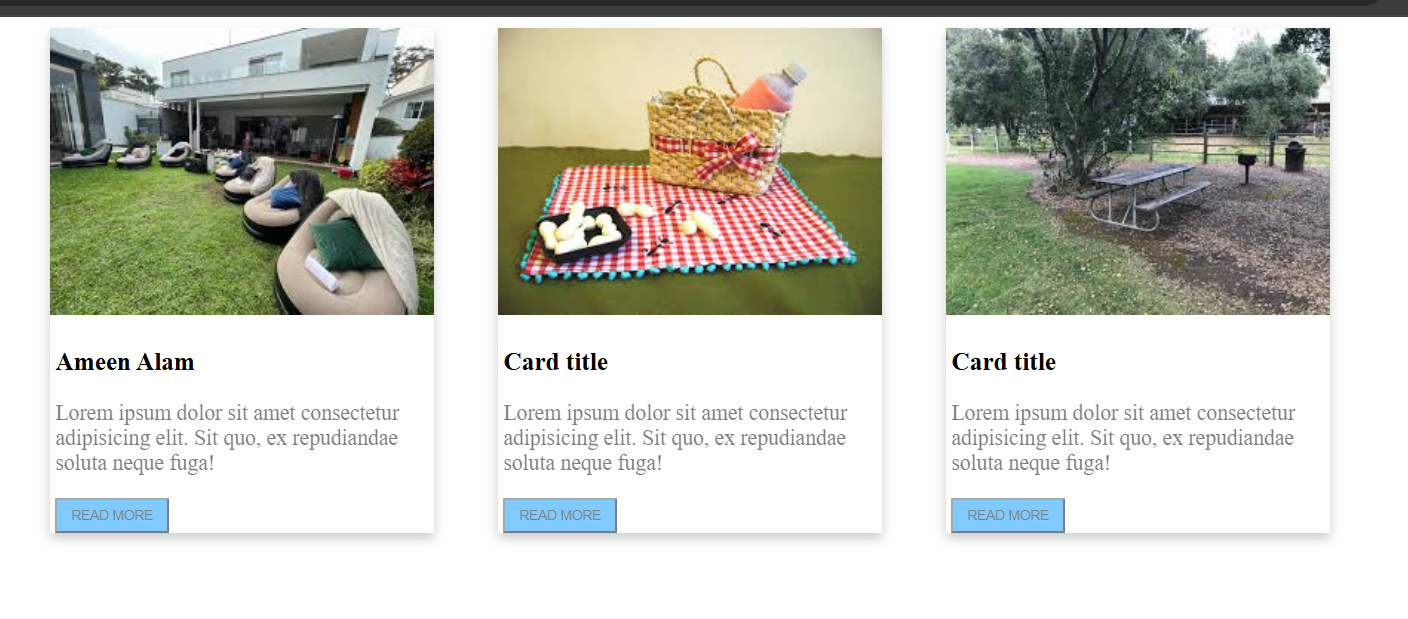 Ameen Alam
Lorem ipsum dolor sit amet consectetur
adipisicing elit. Sit quo, ex repudiandae
soluta neque fuga!
READ MORE
Card title
Lorem ipsum dolor sit amet consectetur
adipisicing elit. Sit quo, ex repudiandae
soluta neque fuga!
READ MORE
Card title
Lorem ipsum dolor sit amet consectetur
adipisicing elit. Sit quo, ex repudiandae
soluta neque fuga!
READ MORE